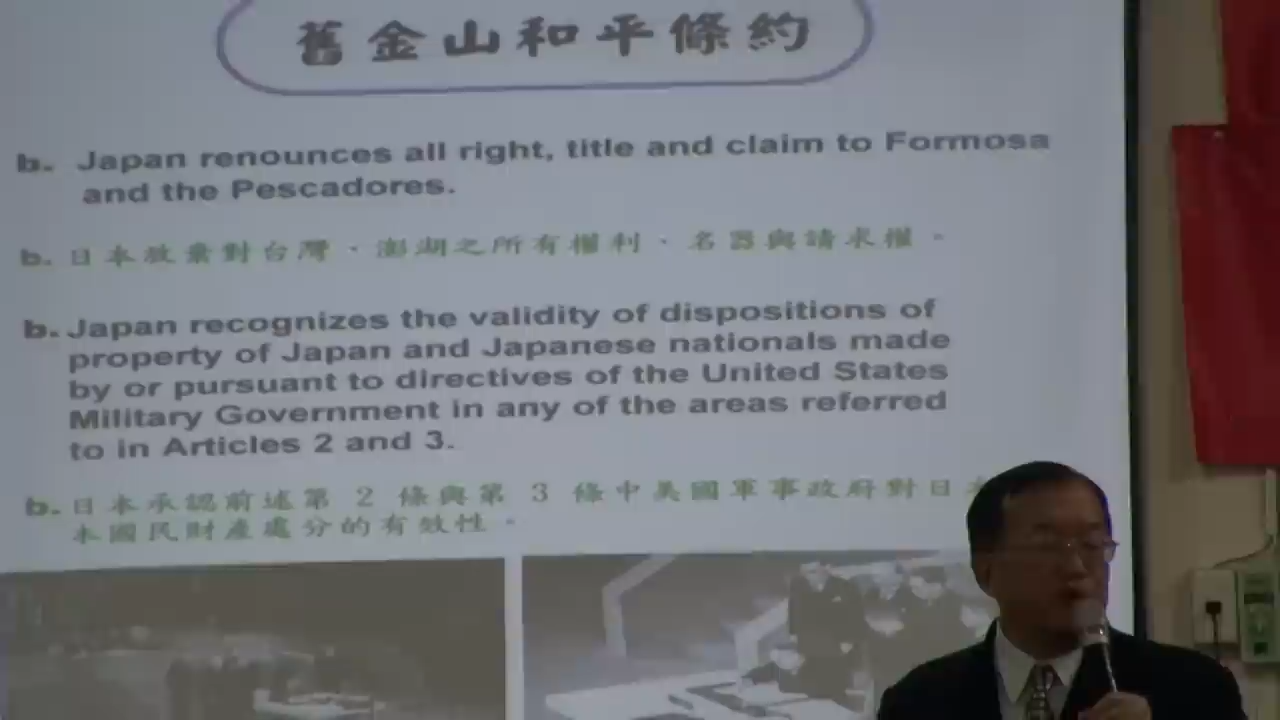 舊金山和平條約
b. Japan renounces all right, title and claim to Formosa
and the Pescadores.
b. 日本放棄對台灣、澎湖之所有權利、名器與請求權。
b. Japan recognizes the validity of dispositions of
property of Japan and Japanese nationals made
by or pursuant to directives of the United States
Military Government in any of the areas referred
to in Articles 2 and 3.
b. 日本承認前述第 2 條與第 3 條中美國軍事政府對日
本國民財產處分的有效性。